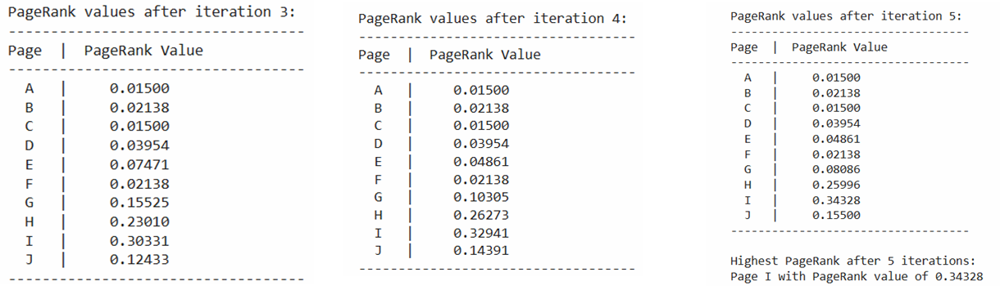 PageRank values after iteration 3:
-----------------------------------
Page | PageRank Value
-----------------------------------
A | 0.01500
B | 0.02138
C | 0.01500
D | 0.03954
E | 0.07471
F | 0.02138
G | 0.15525
H | 0.23010
I | 0.30331
J | 0.12433
-----------------------------------
PageRank values after iteration 4:
-----------------------------------
Page | PageRank Value
-----------------------------------
A | 0.01500
B | 0.02138
C | 0.01500
D | 0.03954
E | 0.04861
F | 0.02138
G | 0.10305
H | 0.26273
I | 0.32941
J | 0.14391
-----------------------------------
PageRank values after iteration 5:
-----------------------------------
Page | PageRank Value
-----------------------------------
A | 0.01500
B | 0.02138
C | 0.01500
D | 0.03954
E | 0.04861
F | 0.02138
G | 0.08086
H | 0.25996
I | 0.34328
J | 0.15500
-----------------------------------
Highest PageRank after 5 iterations:
Page I with PageRank value of 0.34328